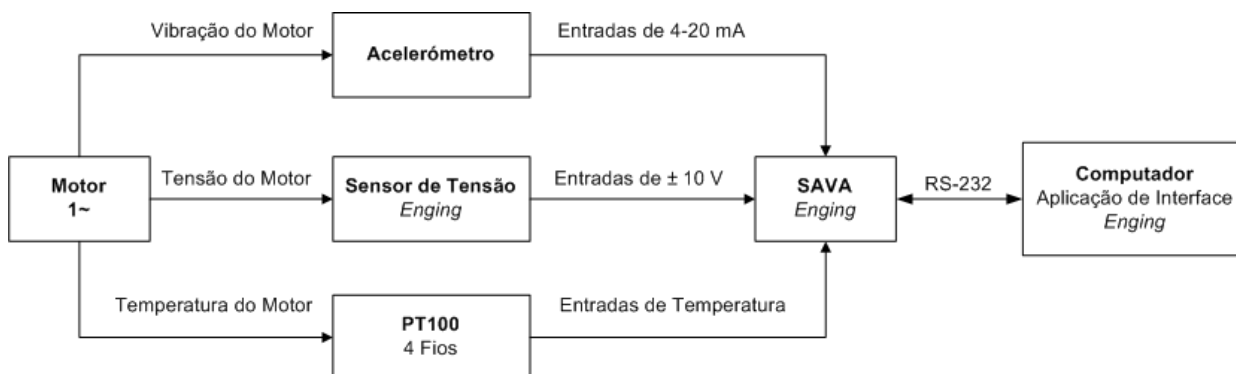 Vibração do Motor
Acelerómetro
Entradas de 4-20 mA
Motor
1~
Tensão do Motor
Sensor de Tensão
Enging
Entradas de ± 10 V
SAVA
Enging
RS-232
Computador
Aplicação de Interface
Enging
Temperatura do Motor
PT100
4 Fios
Entradas de Temperatura